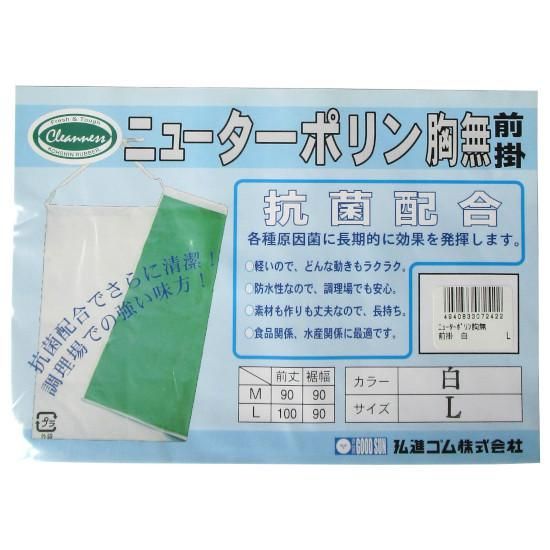 Fresh & Tough
Cleanness
KOHSHIN RUBBER
ニューターポリン胸無前掛
抗菌配合
各種原因菌に長期的に効果を発揮します。
○軽いので、どんな動きもラクラク。
○防水性なので、調理場でも安心。
○素材も作りも丈夫なので、長持ち。
○食品関係、水産関係に最適です。
抗菌配合でさらに清潔!
調理場での強い味方!
4940833072422
ニューターポリン胸無
前掛 白 L
前丈 裾幅
M 90 90
L 100 90
カラー 白
サイズ L
プラ
外袋
GOOD SUN 弘進ゴム株式会社